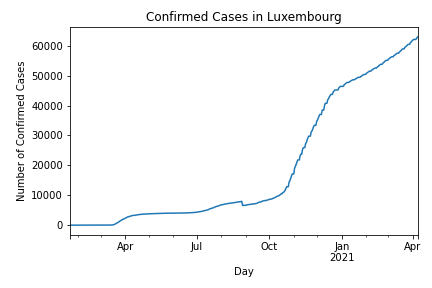 Confirmed Cases in Luxembourg
Number of Confirmed Cases
60000
50000
40000
30000
20000
10000
0
Apr Jul Oct Jan Apr
2021
Day